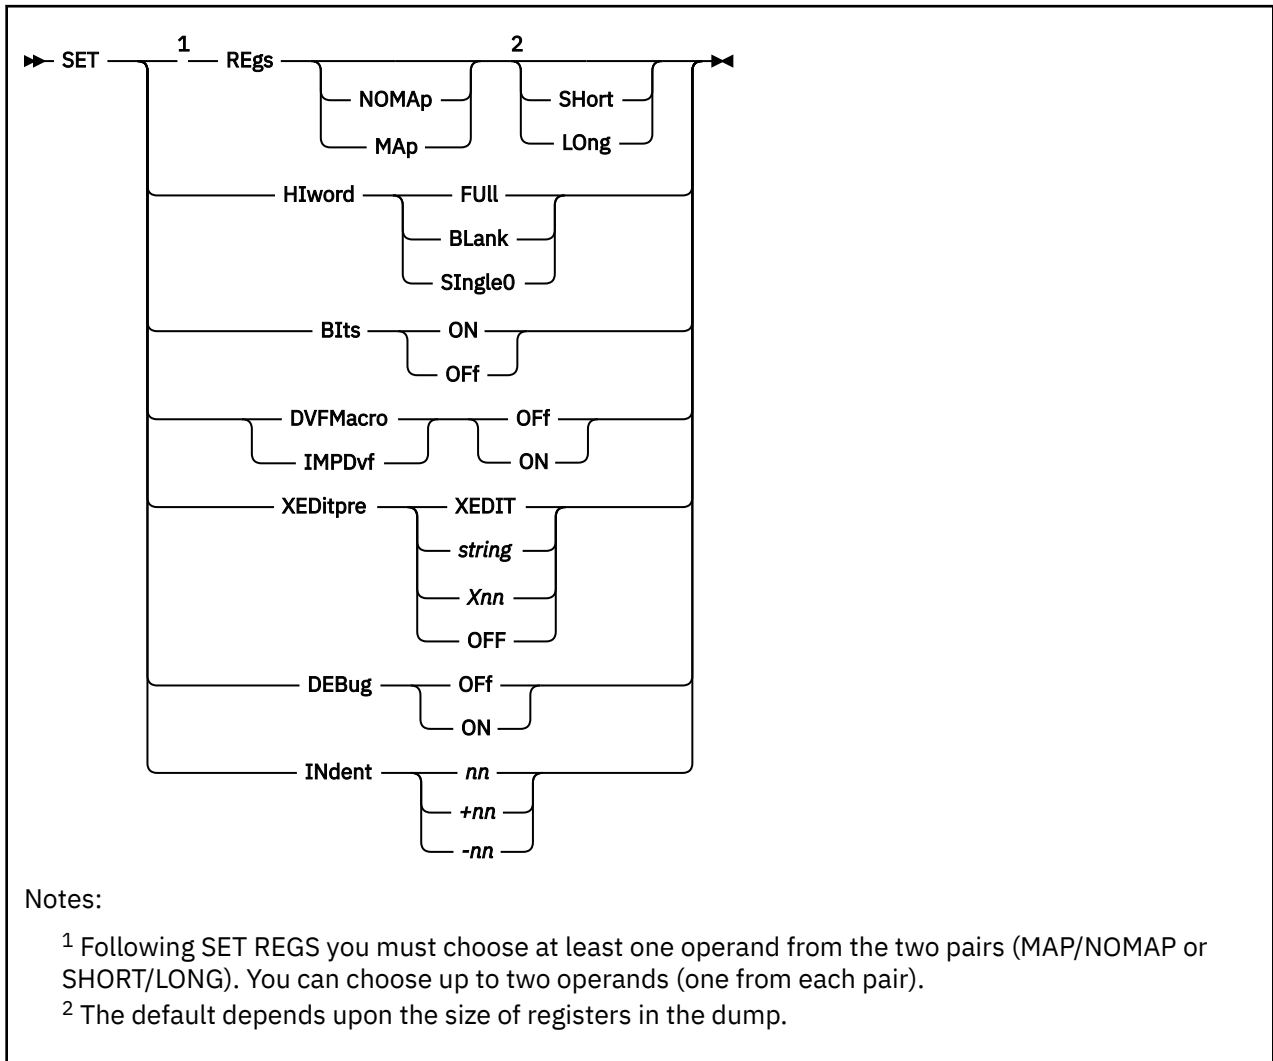 1 2
SET REgs
NOMAp SHort
MAp LOng
HIword FUll
BLank
SIngle0
BIts ON
OFf
DVFMacro OFf
IMPDvf ON
XEDitpre XEDIT
string
Xnn
OFF
DEBug OFf
ON
INdent nn
+nn
-nn
Notes:
1 Following SET REGS you must choose at least one operand from the two pairs (MAP/NOMAP or
SHORT/LONG). You can choose up to two operands (one from each pair).
2 The default depends upon the size of registers in the dump.